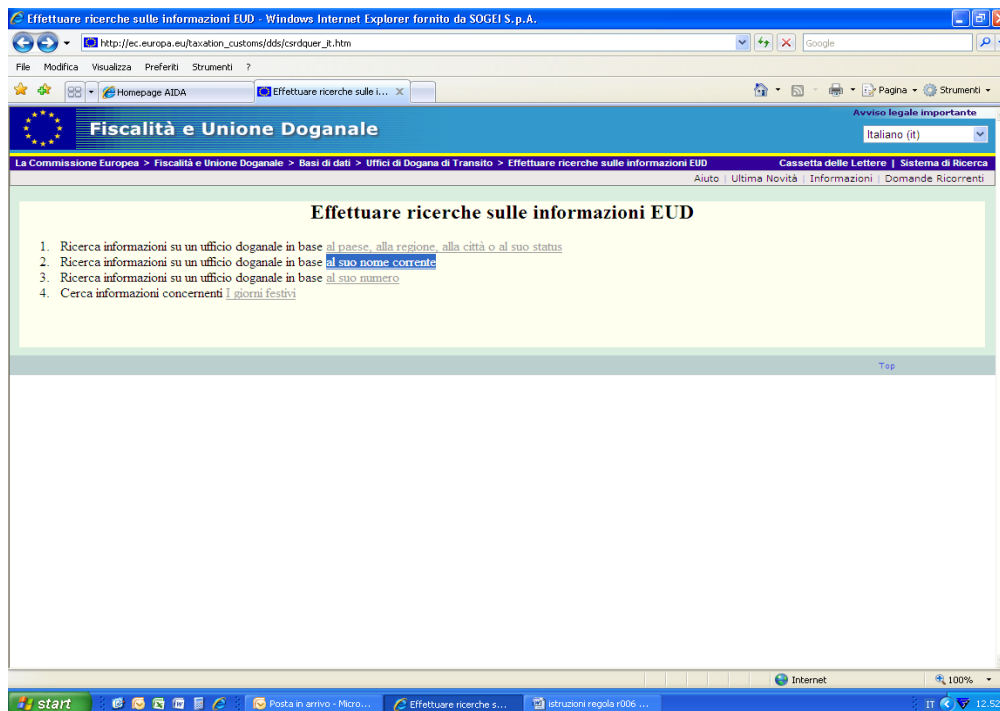 Effettuare ricerche sulle informazioni EUD - Windows Internet Explorer fornito da SOGEI S.p.A.
http://ec.europa.eu/taxation_customs/dds/csrdquer_it.htm
Google
File Modifica Visualizza Preferiti Strumenti ?
Homepage AIDA
Effettuare ricerche sulle i...
Pagina
Strumenti
Avviso legale importante
Fiscalità e Unione Doganale
Italiano (it)
La Commissione Europea > Fiscalità e Unione Doganale > Basi di dati > Uffici di Dogana di Transito > Effettuare ricerche sulle informazioni EUD
Cassetta delle Lettere | Sistema di Ricerca
Aiuto | Ultima Novità | Informazioni | Domande Ricorrenti
Effettuare ricerche sulle informazioni EUD
1. Ricerca informazioni su un ufficio doganale in base al paese, alla regione, alla città o al suo status
2. Ricerca informazioni su un ufficio doganale in base al suo nome corrente
3. Ricerca informazioni su un ufficio doganale in base al suo numero
4. Cerca informazioni concernenti I giorni festivi
Top
Internet
100%
start
Posta in arrivo - Micro...
Effettuare ricerche s...
istruzioni regola r006 ...
IT
12.52